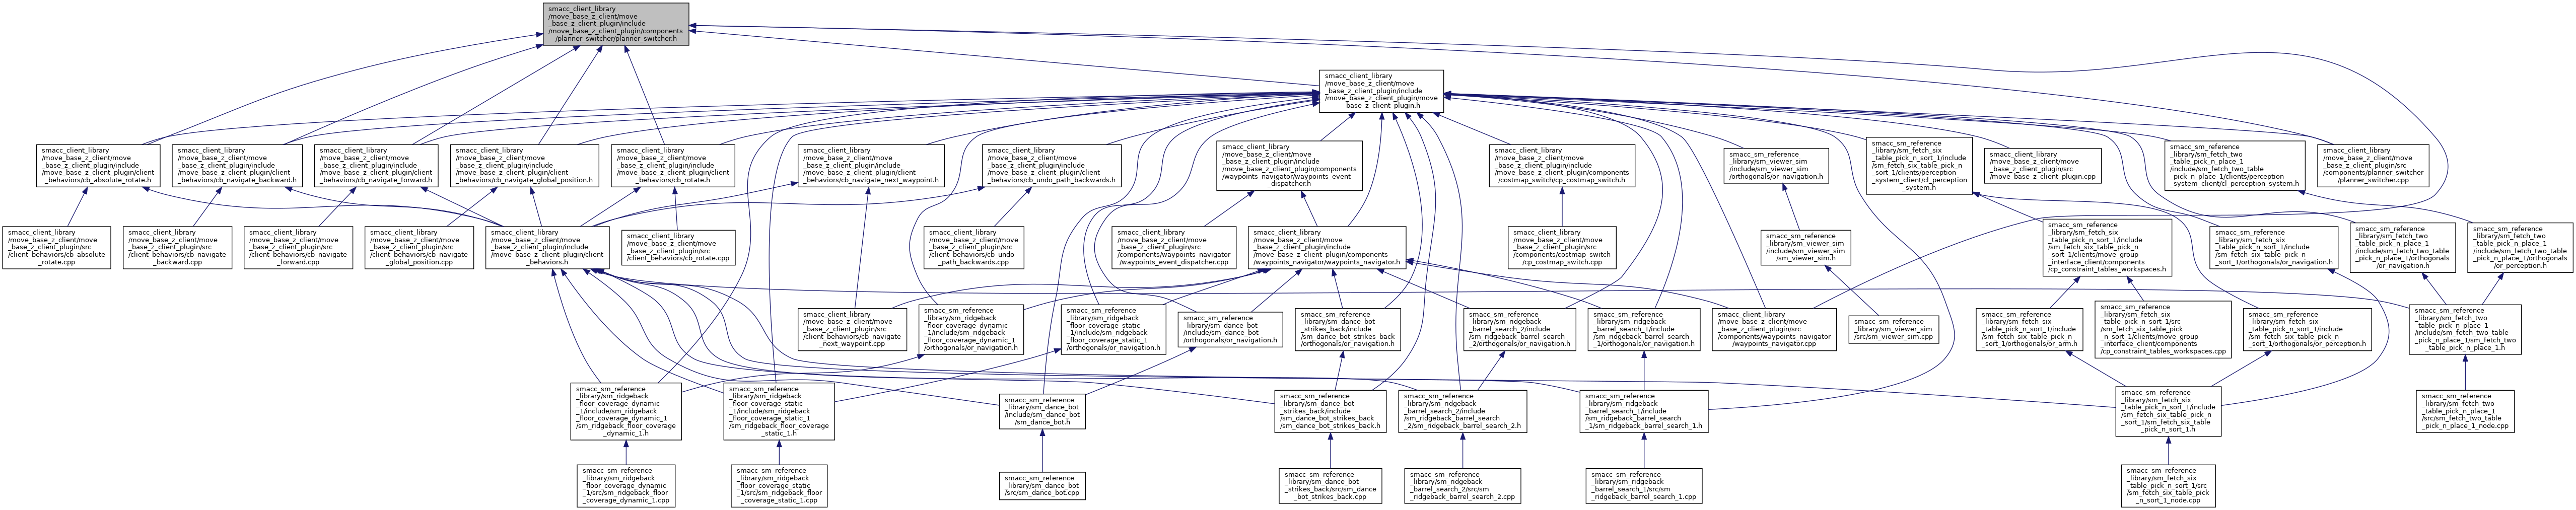 smacc_client_library
/move_base_z_client/move
_base_z_client_plugin/include
/move_base_z_client_plugin/components
/planner_switcher/planner_switcher.h
smacc_client_library
/move_base_z_client/move
_base_z_client_plugin/include
/move_base_z_client_plugin/move
_base_z_client_plugin.h
smacc_client_library
/move_base_z_client/move
_base_z_client_plugin/include
/move_base_z_client_plugin/client
_behaviors/cb_absolute_rotate.h
smacc_client_library
/move_base_z_client/move
_base_z_client_plugin/include
/move_base_z_client_plugin/client
_behaviors/cb_navigate_backward.h
smacc_client_library
/move_base_z_client/move
_base_z_client_plugin/include
/move_base_z_client_plugin/client
_behaviors/cb_navigate_forward.h
smacc_client_library
/move_base_z_client/move
_base_z_client_plugin/include
/move_base_z_client_plugin/client
_behaviors/cb_navigate_global_position.h
smacc_client_library
/move_base_z_client/move
_base_z_client_plugin/include
/move_base_z_client_plugin/client
_behaviors/cb_rotate.h
smacc_client_library
/move_base_z_client/move
_base_z_client_plugin/include
/move_base_z_client_plugin/client
_behaviors/cb_navigate_next_waypoint.h
smacc_client_library
/move_base_z_client/move
_base_z_client_plugin/include
/move_base_z_client_plugin/client
_behaviors/cb_undo_path_backwards.h
smacc_client_library
/move_base_z_client/move
_base_z_client_plugin/include
/move_base_z_client_plugin/components
/waypoints_navigator/waypoints_event
_dispatcher.h
smacc_client_library
/move_base_z_client/move
_base_z_client_plugin/include
/move_base_z_client_plugin/components
/costmap_switch/cp_costmap_switch.h
smacc_sm_reference
_library/sm_viewer_sim
/include/sm_viewer_sim
/orthogonals/or_navigation.h
smacc_sm_reference
_library/sm_fetch_six
_table_pick_n_sort_1/include
/sm_fetch_six_table_pick_n
_sort_1/clients/perception
_system_client/cl_perception
_system.h
smacc_client_library
/move_base_z_client/move
_base_z_client_plugin/src
/move_base_z_client_plugin.cpp
smacc_sm_reference
_library/sm_fetch_two
_table_pick_n_place_1
/include/sm_fetch_two_table
_pick_n_place_1/clients/perception
_system_client/cl_perception_system.h
smacc_client_library
/move_base_z_client/move
_base_z_client_plugin/src
/components/planner_switcher
/planner_switcher.cpp
smacc_client_library
/move_base_z_client/move
_base_z_client_plugin/src
/client_behaviors/cb_absolute
_rotate.cpp
smacc_client_library
/move_base_z_client/move
_base_z_client_plugin/src
/client_behaviors/cb_navigate
_backward.cpp
smacc_client_library
/move_base_z_client/move
_base_z_client_plugin/src
/client_behaviors/cb_navigate
_forward.cpp
smacc_client_library
/move_base_z_client/move
_base_z_client_plugin/src
/client_behaviors/cb_navigate
_global_position.cpp
smacc_client_library
/move_base_z_client/move
_base_z_client_plugin/include
/move_base_z_client_plugin/client
_behaviors.h
smacc_client_library
/move_base_z_client/move
_base_z_client_plugin/src
/client_behaviors/cb_rotate.cpp
smacc_client_library
/move_base_z_client/move
_base_z_client_plugin/src
/client_behaviors/cb_undo
_path_backwards.cpp
smacc_client_library
/move_base_z_client/move
_base_z_client_plugin/src
/components/waypoints_navigator
/waypoints_event_dispatcher.cpp
smacc_client_library
/move_base_z_client/move
_base_z_client_plugin/include
/move_base_z_client_plugin/components
/waypoints_navigator/waypoints_navigator.h
smacc_client_library
/move_base_z_client/move
_base_z_client_plugin/src
/components/costmap_switch
/cp_costmap_switch.cpp
smacc_sm_reference
_library/sm_viewer_sim
/include/sm_viewer_sim
/sm_viewer_sim.h
smacc_sm_reference
_library/sm_fetch_six
_table_pick_n_sort_1/include
/sm_fetch_six_table_pick_n
_sort_1/clients/move_group
_interface_client/components
/cp_constraint_tables_workspaces.h
smacc_sm_reference
_library/sm_fetch_six
_table_pick_n_sort_1/include
/sm_fetch_six_table_pick_n
_sort_1/orthogonals/or_navigation.h
smacc_sm_reference
_library/sm_fetch_two
_table_pick_n_place_1
/include/sm_fetch_two_table
_pick_n_place_1/orthogonals
/or_navigation.h
smacc_sm_reference
_library/sm_fetch_two
_table_pick_n_place_1
/include/sm_fetch_two_table
_pick_n_place_1/orthogonals
/or_perception.h
smacc_client_library
/move_base_z_client/move
_base_z_client_plugin/src
/client_behaviors/cb_navigate
_next_waypoint.cpp
smacc_sm_reference
_library/sm_ridgeback
_floor_coverage_dynamic
_1/include/sm_ridgeback
_floor_coverage_dynamic_1
/orthogonals/or_navigation.h
smacc_sm_reference
_library/sm_ridgeback
_floor_coverage_static
_1/include/sm_ridgeback
_floor_coverage_static_1
/orthogonals/or_navigation.h
smacc_sm_reference
_library/sm_dance_bot
/include/sm_dance_bot
/orthogonals/or_navigation.h
smacc_sm_reference
_library/sm_dance_bot
_strikes_back/include
/sm_dance_bot_strikes_back
/orthogonals/or_navigation.h
smacc_sm_reference
_library/sm_ridgeback
_barrel_search_2/include
/sm_ridgeback_barrel_search
_2/orthogonals/or_navigation.h
smacc_sm_reference
_library/sm_ridgeback
_barrel_search_1/include
/sm_ridgeback_barrel_search
_1/orthogonals/or_navigation.h
smacc_client_library
/move_base_z_client/move
_base_z_client_plugin/src
/components/waypoints_navigator
/waypoints_navigator.cpp
smacc_sm_reference
_library/sm_viewer_sim
/src/sm_viewer_sim.cpp
smacc_sm_reference
_library/sm_fetch_six
_table_pick_n_sort_1/include
/sm_fetch_six_table_pick_n
_sort_1/orthogonals/or_arm.h
smacc_sm_reference
_library/sm_fetch_six
_table_pick_n_sort_1/src
/sm_fetch_six_table_pick
_n_sort_1/clients/move_group
_interface_client/components
/cp_constraint_tables_workspaces.cpp
smacc_sm_reference
_library/sm_fetch_six
_table_pick_n_sort_1/include
/sm_fetch_six_table_pick_n
_sort_1/orthogonals/or_perception.h
smacc_sm_reference
_library/sm_fetch_two
_table_pick_n_place_1
/include/sm_fetch_two_table
_pick_n_place_1/sm_fetch_two
_table_pick_n_place_1.h
smacc_sm_reference
_library/sm_ridgeback
_floor_coverage_dynamic
_1/include/sm_ridgeback
_floor_coverage_dynamic_1
/sm_ridgeback_floor_coverage
_dynamic_1.h
smacc_sm_reference
_library/sm_ridgeback
_floor_coverage_static
_1/include/sm_ridgeback
_floor_coverage_static_1
/sm_ridgeback_floor_coverage
_static_1.h
smacc_sm_reference
_library/sm_dance_bot
/include/sm_dance_bot
/sm_dance_bot.h
smacc_sm_reference
_library/sm_dance_bot
_strikes_back/include
/sm_dance_bot_strikes_back
/sm_dance_bot_strikes_back.h
smacc_sm_reference
_library/sm_ridgeback
_barrel_search_2/include
/sm_ridgeback_barrel_search
_2/sm_ridgeback_barrel_search_2.h
smacc_sm_reference
_library/sm_ridgeback
_barrel_search_1/include
/sm_ridgeback_barrel_search
_1/sm_ridgeback_barrel_search_1.h
smacc_sm_reference
_library/sm_fetch_six
_table_pick_n_sort_1/include
/sm_fetch_six_table_pick_n
_sort_1/sm_fetch_six_table
_pick_n_sort_1.h
smacc_sm_reference
_library/sm_fetch_two
_table_pick_n_place_1
/src/sm_fetch_two_table
_pick_n_place_1_node.cpp
smacc_sm_reference
_library/sm_ridgeback
_floor_coverage_dynamic
_1/src/sm_ridgeback_floor
_coverage_dynamic_1.cpp
smacc_sm_reference
_library/sm_ridgeback
_floor_coverage_static
_1/src/sm_ridgeback_floor
_coverage_static_1.cpp
smacc_sm_reference
_library/sm_dance_bot
/src/sm_dance_bot.cpp
smacc_sm_reference
_library/sm_dance_bot
_strikes_back/src/sm_dance
_bot_strikes_back.cpp
smacc_sm_reference
_library/sm_ridgeback
_barrel_search_2/src/sm
_ridgeback_barrel_search_2.cpp
smacc_sm_reference
_library/sm_ridgeback
_barrel_search_1/src/sm
_ridgeback_barrel_search_1.cpp
smacc_sm_reference
_library/sm_fetch_six
_table_pick_n_sort_1/src
/sm_fetch_six_table_pick
_n_sort_1_node.cpp